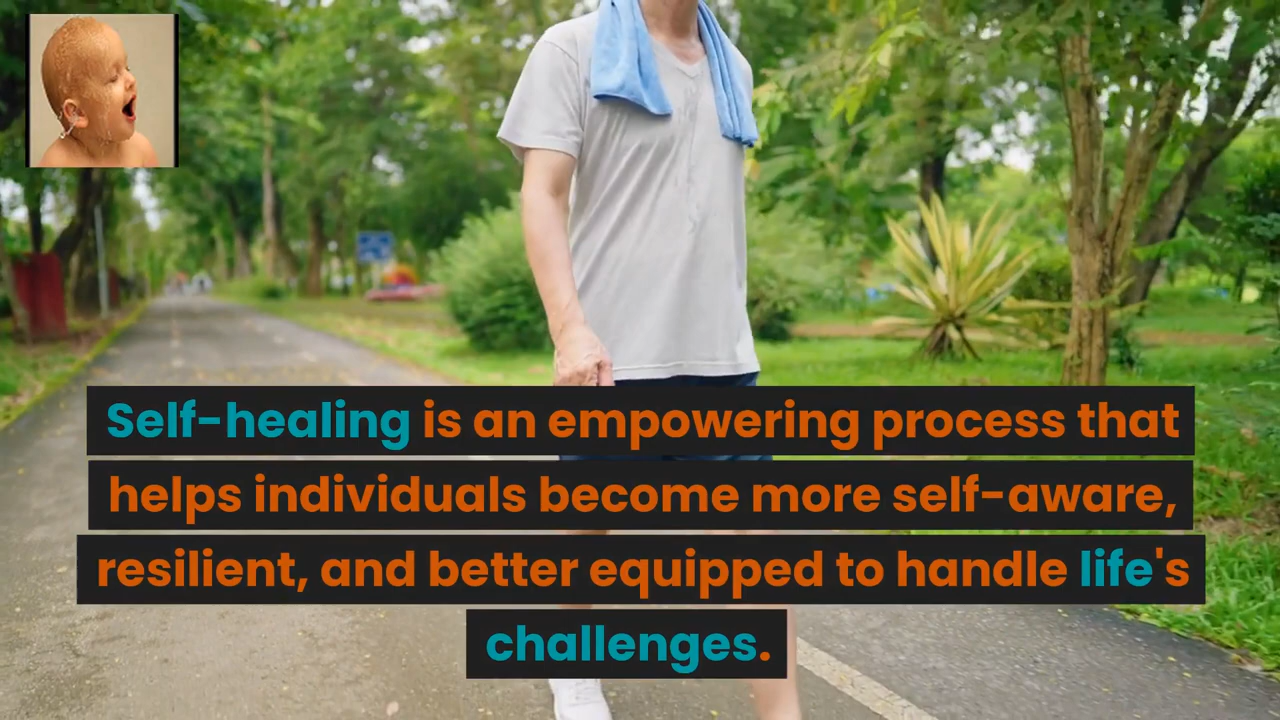 Self-healing is an empowering process that
helps individuals become more self-aware,
resilient, and better equipped to handle life's
challenges.